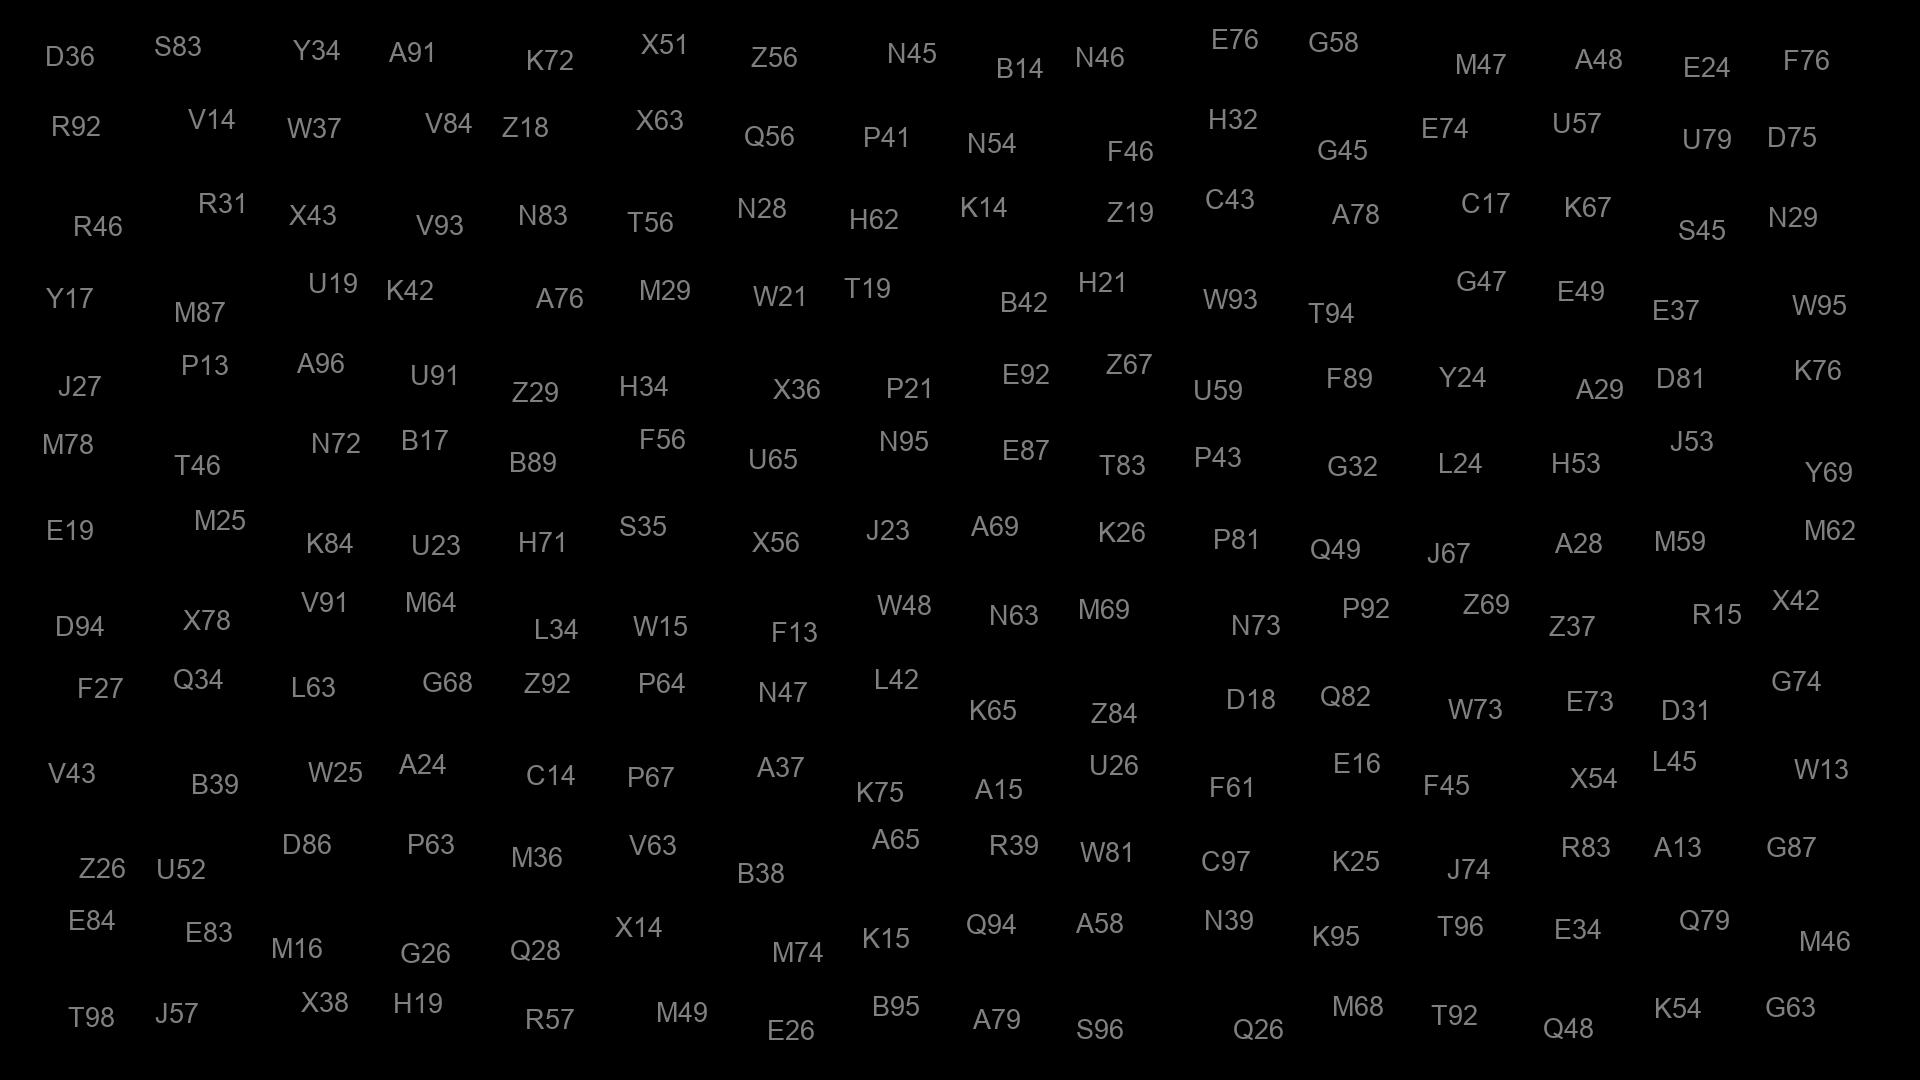 D36 S83 Y34 A91 K72 X51 Z56 N45 B14 N46 E76 G58 M47 A48 E24 F76
R92 V14 W37 V84 Z18 X63 Q56 P41 N54 F46 H32 G45 E74 U57 U79 D75
R46 R31 X43 V93 N83 T56 N28 H62 K14 Z19 C43 A78 C17 K67 S45 N29
Y17 M87 U19 K42 A76 M29 W21 T19 B42 H21 W93 T94 G47 E49 E37 W95
J27 P13 A96 U91 Z29 H34 X36 P21 E92 Z67 U59 F89 Y24 A29 D81 K76
M78 T46 N72 B17 B89 F56 U65 N95 E87 T83 P43 G32 L24 H53 J53 Y69
E19 M25 K84 U23 H71 S35 X56 J23 A69 K26 P81 Q49 J67 A28 M59 M62
D94 X78 V91 M64 L34 W15 F13 W48 N63 M69 N73 P92 Z69 Z37 R15 X42
F27 Q34 L63 G68 Z92 P64 N47 L42 K65 Z84 D18 Q82 W73 E73 D31 G74
V43 B39 W25 A24 C14 P67 A37 K75 A15 U26 F61 E16 F45 X54 L45 W13
Z26 U52 D86 P63 M36 V63 B38 A65 R39 W81 C97 K25 J74 R83 A13 G87
E84 E83 M16 G26 Q28 X14 M74 K15 Q94 A58 N39 K95 T96 E34 Q79 M46
T98 J57 X38 H19 R57 M49 E26 B95 A79 S96 Q26 M68 T92 Q48 K54 G63